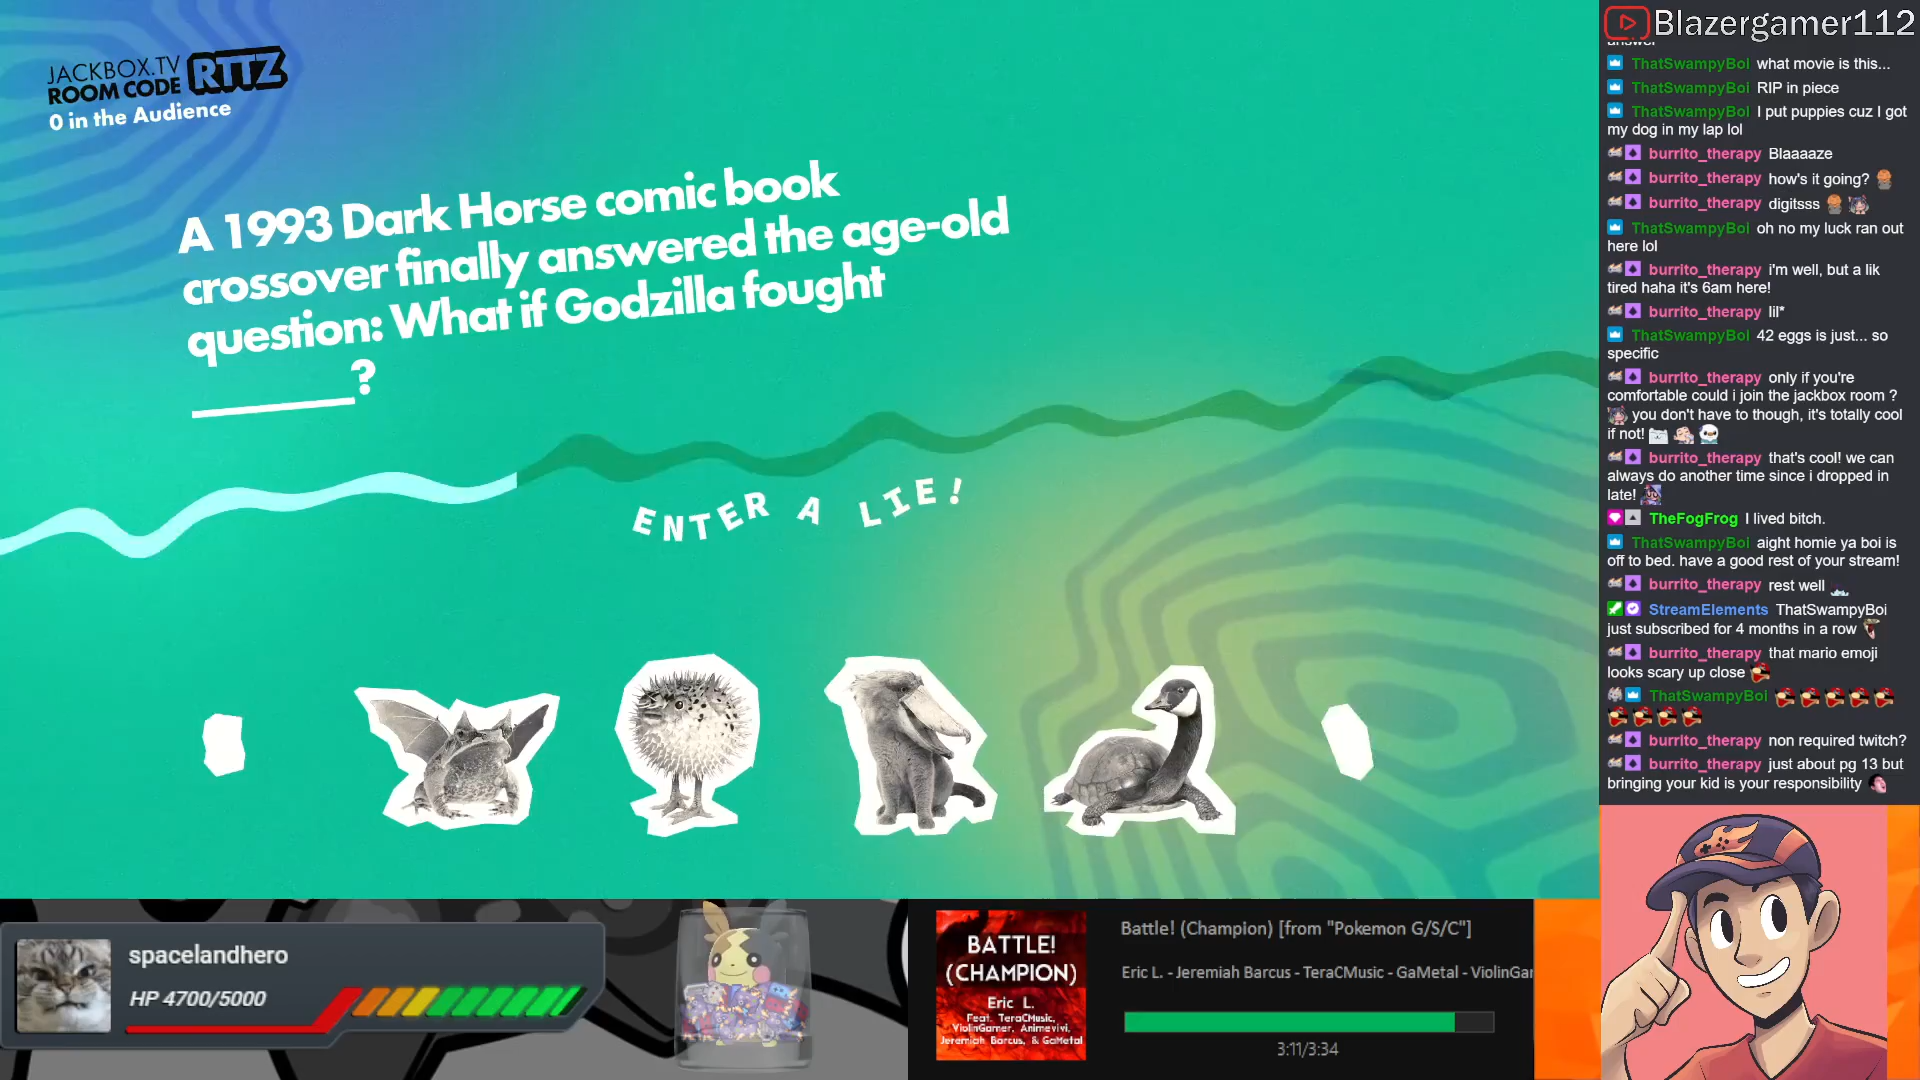 JACKBOX.TV
ROOM CODE RTTZ
0 in the Audience
A 1993 Dark Horse comic book
crossover finally answered the age-old
question: What if Godzilla fought
________?
ENTER A LIE!
Blazergamer112
answer
ThatSwampyBoI what movie is this...
ThatSwampyBoI RIP in piece
ThatSwampyBoI I put puppies cuz I got
my dog in my lap lol
burrito_therapy Blaaaaze
burrito_therapy how's it going?
burrito_therapy digitsss
ThatSwampyBoI oh no my luck ran out
here lol
burrito_therapy i'm well, but a lik
tired haha it's 6am here!
burrito_therapy lil*
ThatSwampyBoI 42 eggs is just... so
specific
burrito_therapy only if you're
comfortable could i join the jackbox room ?
you don't have to though, it's totally cool
if not!
burrito_therapy that's cool! we can
always do another time since i dropped in
late!
TheFogFrog I lived bitch.
ThatSwampyBoI aight homie ya boi is
off to bed. have a good rest of your stream!
burrito_therapy rest well
StreamElements ThatSwampyBoi
just subscribed for 4 months in a row
burrito_therapy that mario emoji
looks scary up close
ThatSwampyBoI
burrito_therapy non required twitch?
burrito_therapy just about pg 13 but
bringing your kid is your responsibility
spacelandhero
HP 4700/5000
BATTLE!
(CHAMPION)
Eric L.
Feat. TeraCMusic,
ViolinGamer, Animevivi,
Jeremiah Barcus, & GaMetal
Battle! (Champion) [from "Pokemon G/S/C"]
Eric L. - Jeremiah Barcus - TeraCMusic - GaMetal - ViolinGar
3:11/3:34